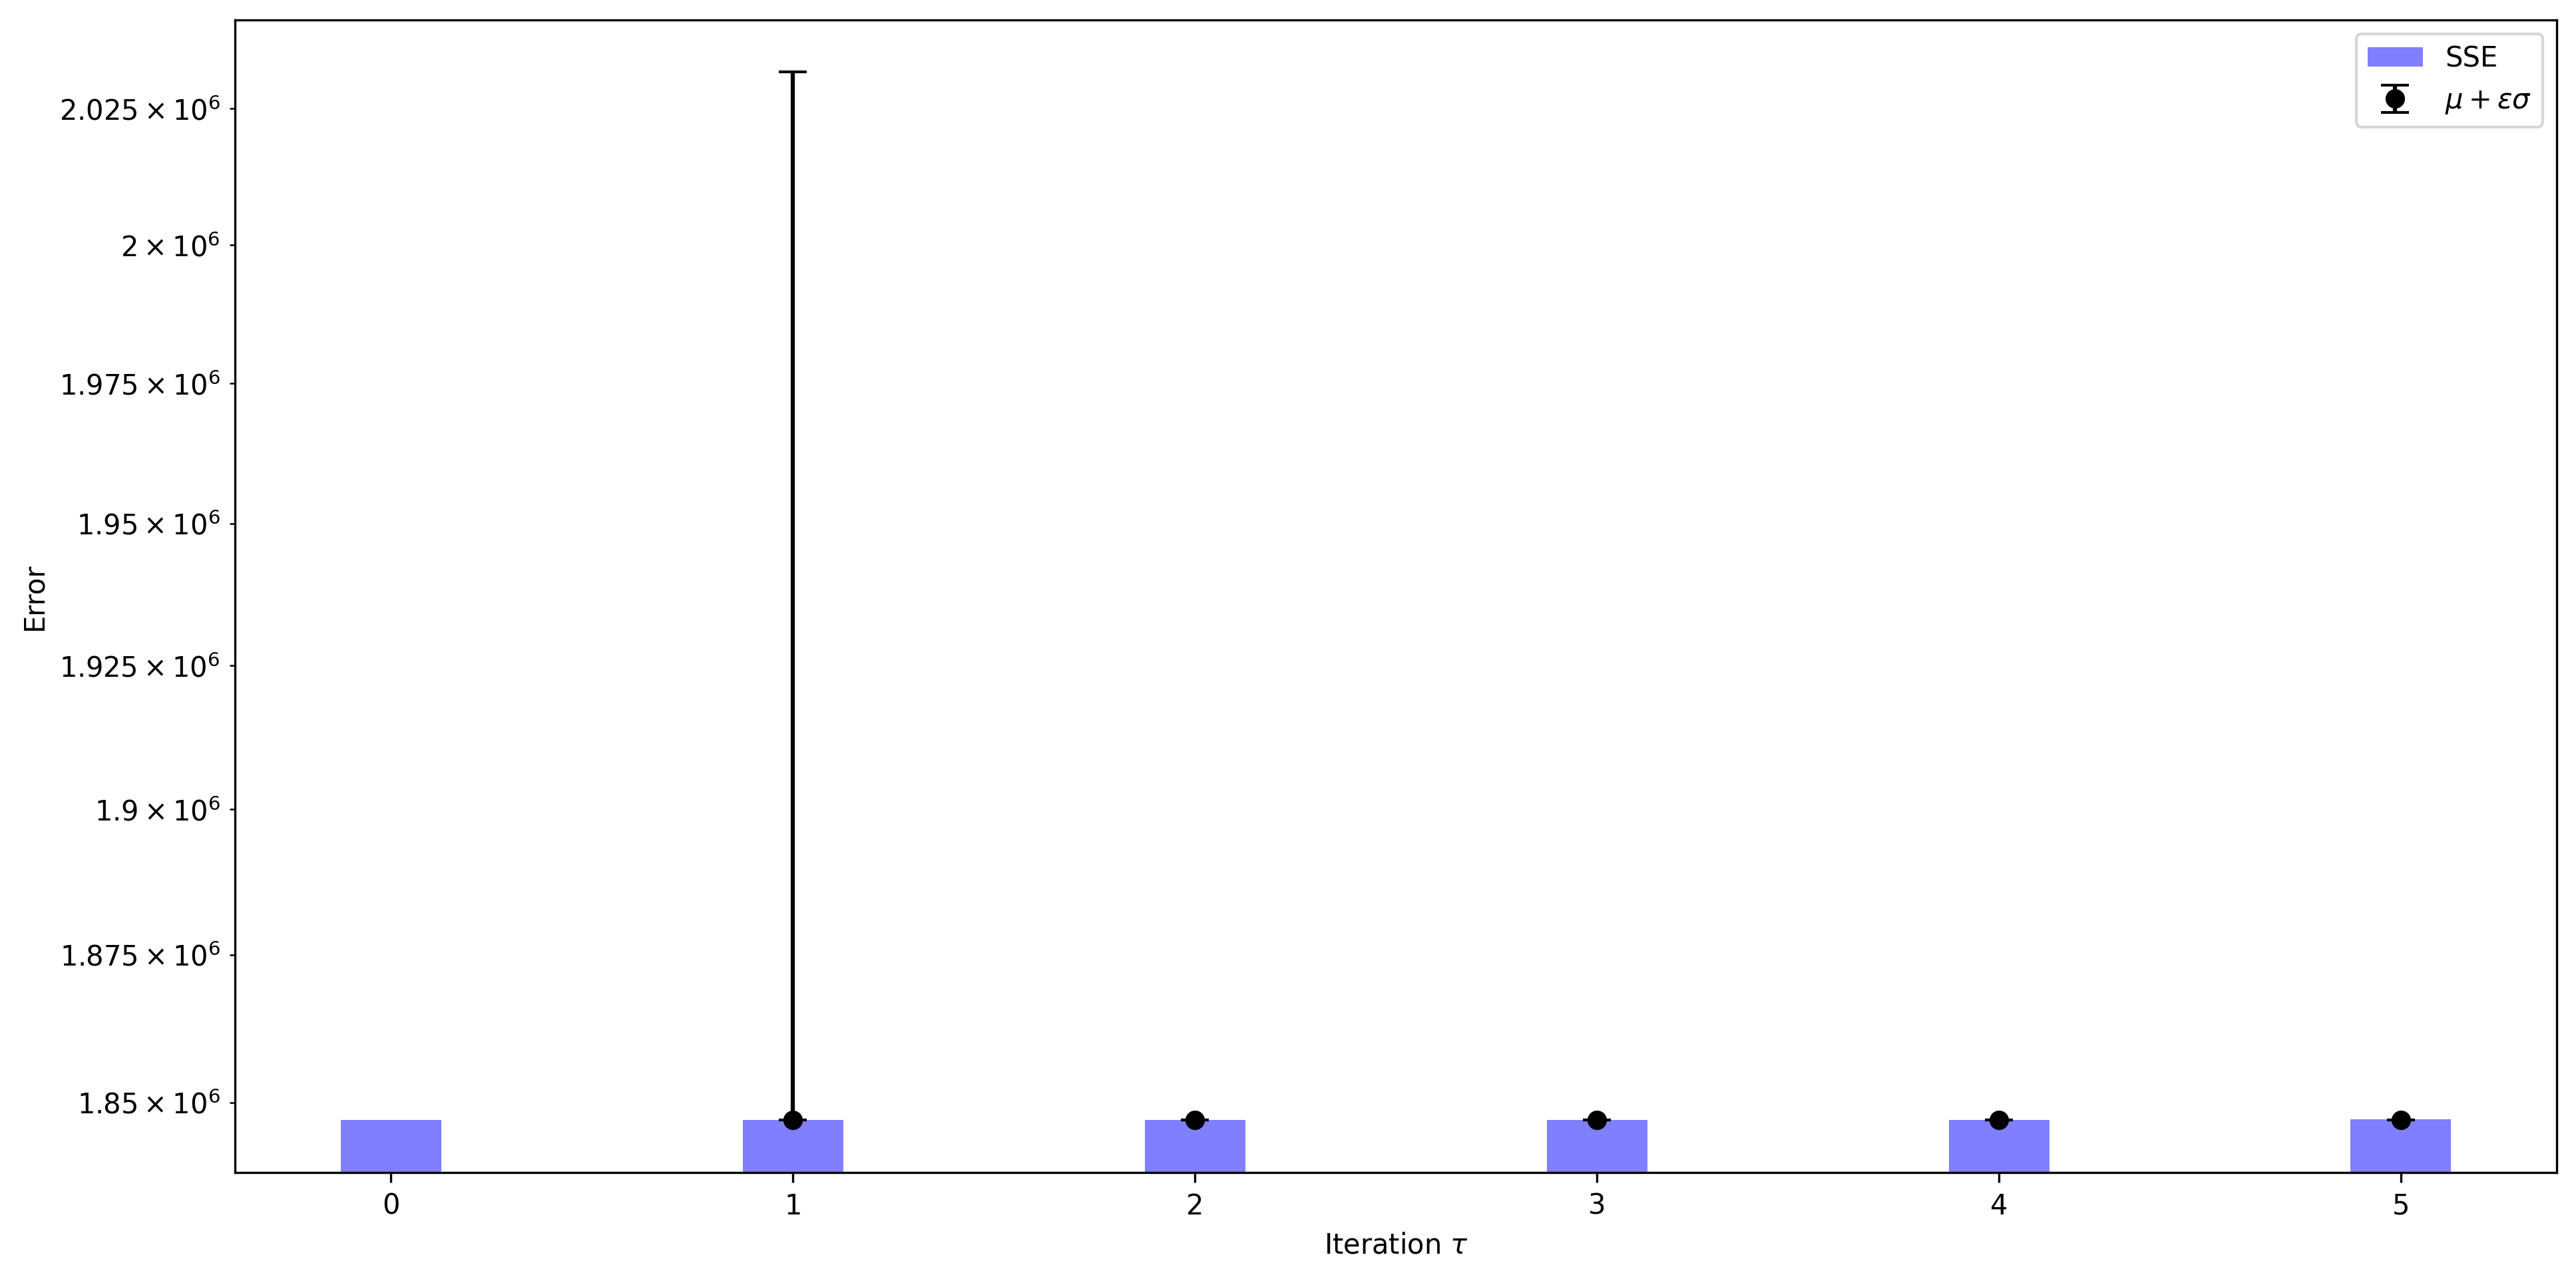 SSE
μ + εσ
2.025 × 10⁶
2 × 10⁶
1.975 × 10⁶
1.95 × 10⁶
1.925 × 10⁶
1.9 × 10⁶
1.875 × 10⁶
1.85 × 10⁶
Error
0 1 2 3 4 5
Iteration τ